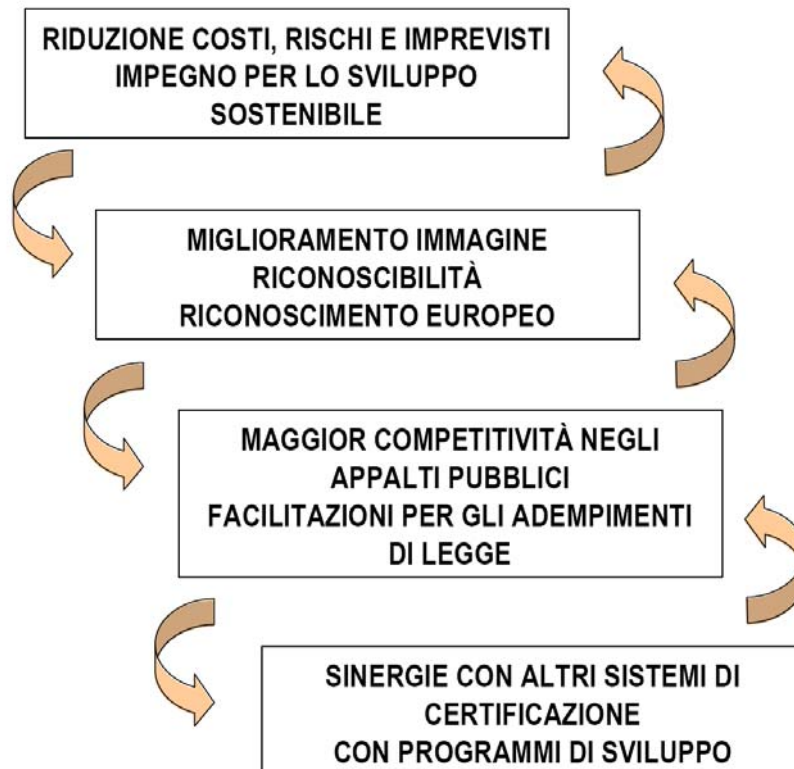 RIDUZIONE COSTI, RISCHI E IMPREVISTI
IMPEGNO PER LO SVILUPPO
SOSTENIBILE
MIGLIORAMENTO IMMAGINE
RICONOSCIBILITÀ
RICONOSCIMENTO EUROPEO
MAGGIOR COMPETITIVITÀ NEGLI
APPALTI PUBBLICI
FACILITAZIONI PER GLI ADEMPIMENTI
DI LEGGE
SINERGIE CON ALTRI SISTEMI DI
CERTIFICAZIONE
CON PROGRAMMI DI SVILUPPO